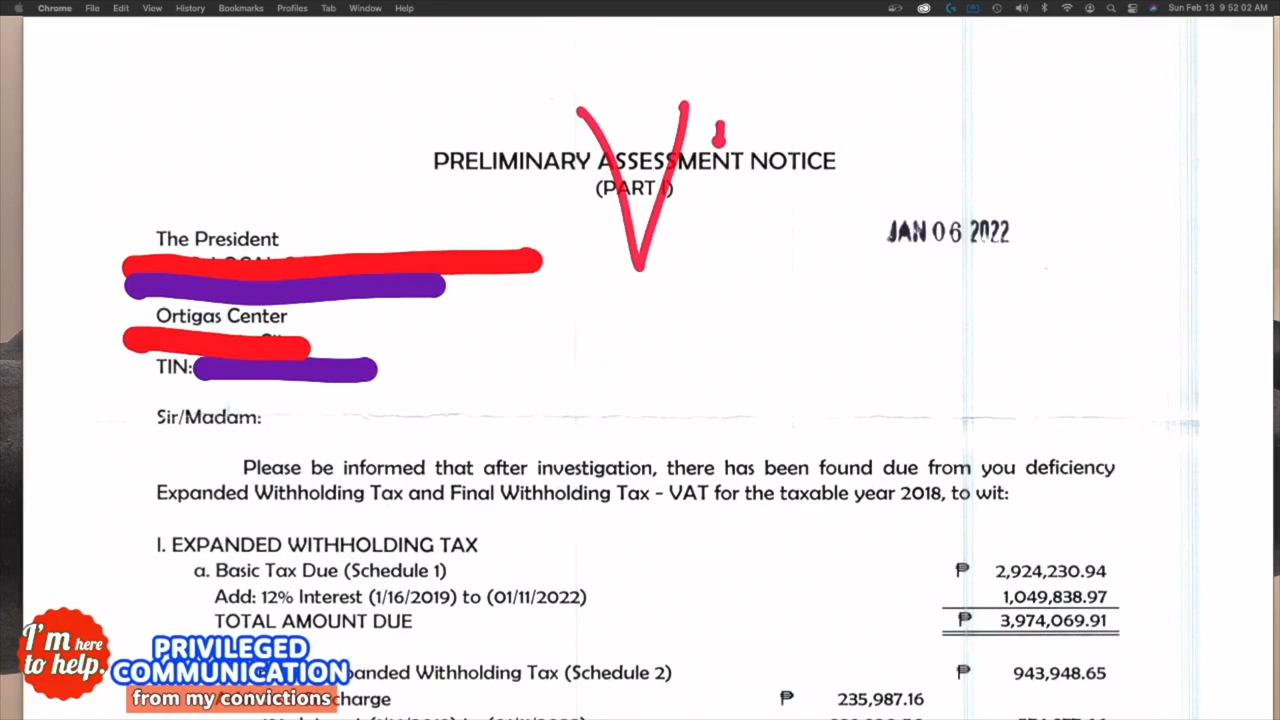 Chrome File Edit View History Bookmarks Profiles Tab Window Help Sun Feb 13 9:52:02 AM
PRELIMINARY ASSESSMENT NOTICE
(PART I)
JAN 06 2022
The President
Ortigas Center
TIN:
Sir/Madam:
Please be informed that after investigation, there has been found due from you deficiency
Expanded Withholding Tax and Final Withholding Tax - VAT for the taxable year 2018, to wit:
I. EXPANDED WITHHOLDING TAX
a. Basic Tax Due (Schedule 1) ₱ 2,924,230.94
Add: 12% Interest (1/16/2019) to (01/11/2022) 1,049,838.97
TOTAL AMOUNT DUE ₱ 3,974,069.91
Withholding Tax (Schedule 2) ₱ 943,948.65
₱ 235,987.16
I'm here
to help.
PRIVILEGED
COMMUNICATION
from my convictions